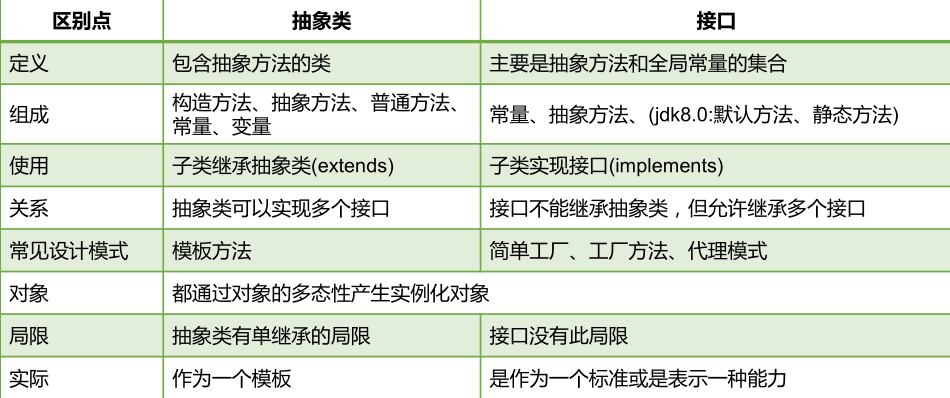 区别点 抽象类 接口
定义 包含抽象方法的类 主要是抽象方法和全局常量的集合
组成 构造方法、抽象方法、普通方法、
常量、变量 常量、抽象方法、(jdk8.0:默认方法、静态方法)
使用 子类继承抽象类(extends) 子类实现接口(implements)
关系 抽象类可以实现多个接口 接口不能继承抽象类，但允许继承多个接口
常见设计模式 模板方法 简单工厂、工厂方法、代理模式
对象 都通过对象的多态性产生实例化对象
局限 抽象类有单继承的局限 接口没有此局限
实际 作为一个模板 是作为一个标准或是表示一种能力